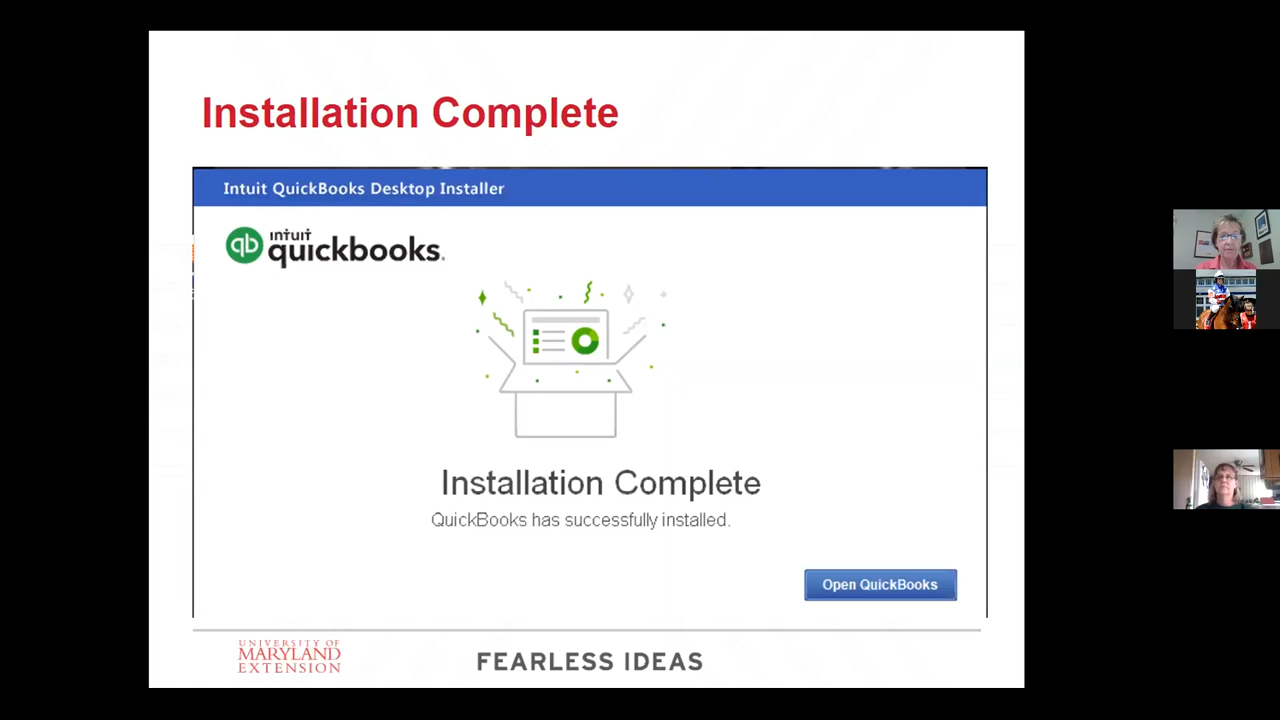 Installation Complete
Intuit QuickBooks Desktop Installer
qb intuit
quickbooks.
Installation Complete
QuickBooks has successfully installed.
Open QuickBooks
UNIVERSITY OF
MARYLAND
EXTENSION
FEARLESS IDEAS